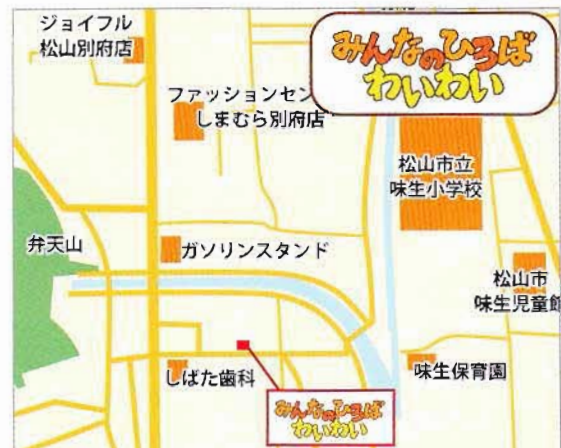 ジョイフル
松山別府店
みんなのひろば
わいわい
ファッションセン
しまむら別府店
松山市立
味生小学校
弁天山
ガソリンスタンド
松山市
味生児童館
しばた歯科
味生保育園
みんなのひろば
わいわい